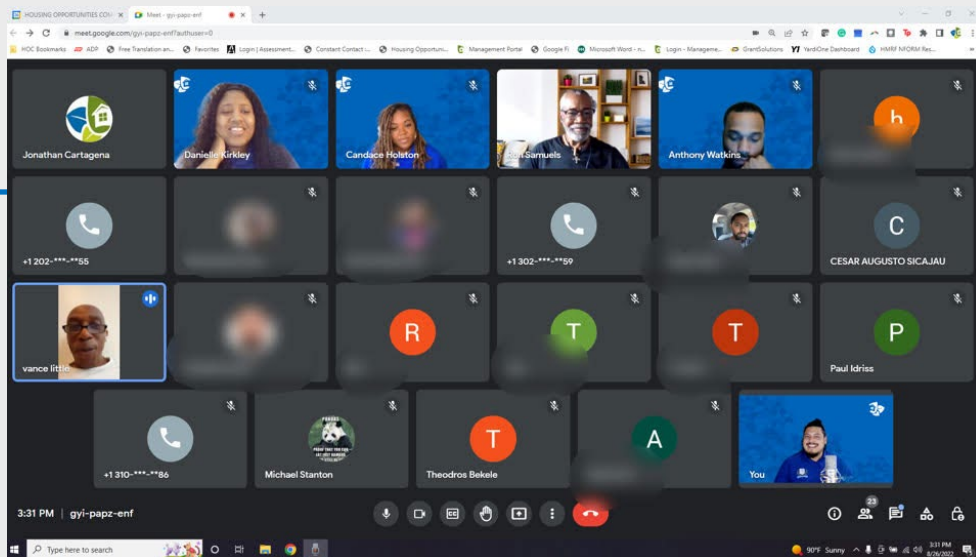 HOUSING OPPORTUNITIES COM
Meet - gyi-papz-enf
meet.google.com/gyi-papz-enf?authuser=0
HOC Bookmarks ADP Free Translation an... Favorites Login | Assessment... Constant Contact :... Housing Opportun... Management Portal Google Fi Microsoft Word - n... Login - Manageme... GrantSolutions YardiOne Dashboard HMRF NFORM Res...
Jonathan Cartagena
Danielle Kirkley
Candace Holston
Samuels
Anthony Watkins
h
+1 202-***-**55
+1 302-***-**59
C
CESAR AUGUSTO SICAJAU
vance little
R
T
T
P
Paul Idriss
+1 310-***-**86
PANDAS
Michael Stanton
T
Theodros Bekele
A
You
3:31 PM | gyi-papz-enf
23
Type here to search
90°F Sunny
3:31 PM
8/26/2022